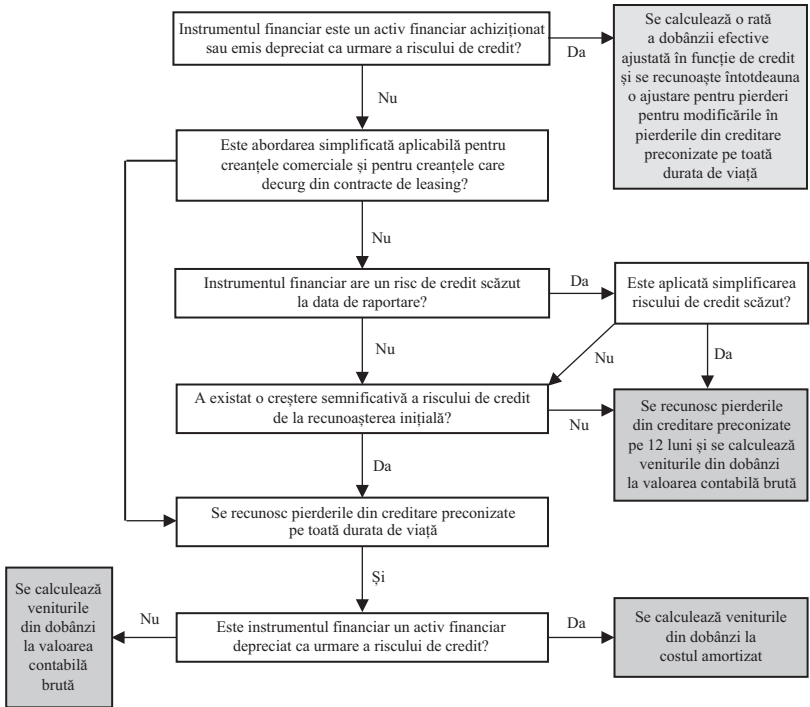 Instrumentul financiar este un activ financiar achiziționat
sau emis depreciat ca urmare a riscului de credit?
Da
Se calculează o rată
a dobânzii efective
ajustată în funcție de credit
și se recunoaște întotdeauna
o ajustare pentru pierderi
pentru modificările în
pierderile din creditare
preconizate pe toată
durata de viață
Nu
Este abordarea simplificată aplicabilă pentru
creanțele comerciale și pentru creanțele care
decurg din contracte de leasing?
Nu
Instrumentul financiar are un risc de credit scăzut
la data de raportare?
Da
Este aplicată simplificarea
riscului de credit scăzut?
Nu
Nu
Da
A existat o creștere semnificativă a riscului de credit
de la recunoașterea inițială?
Nu
Se recunosc pierderile
din creditare preconizate
pe 12 luni și se calculează
veniturile din dobânzi
la valoarea contabilă brută
Da
Se recunosc pierderile din creditare preconizate
pe toată durata de viață
Și
Se calculează
veniturile
din dobânzi
la valoarea
contabilă
brută
Nu
Este instrumentul financiar un activ financiar
depreciat ca urmare a riscului de credit?
Da
Se calculează veniturile
din dobânzi la
costul amortizat